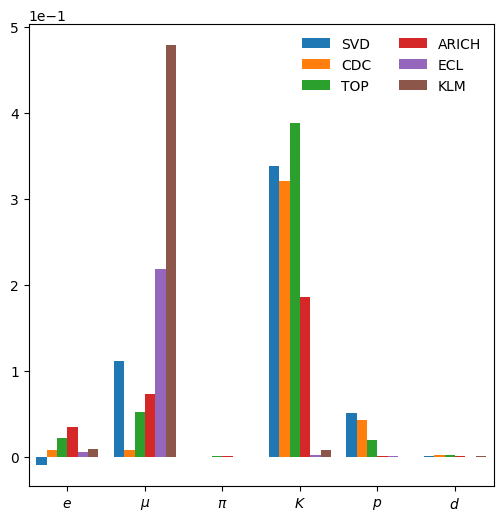 1e−1
SVD
CDC
TOP
ARICH
ECL
KLM
5
4
3
2
1
0
e μ π K p d